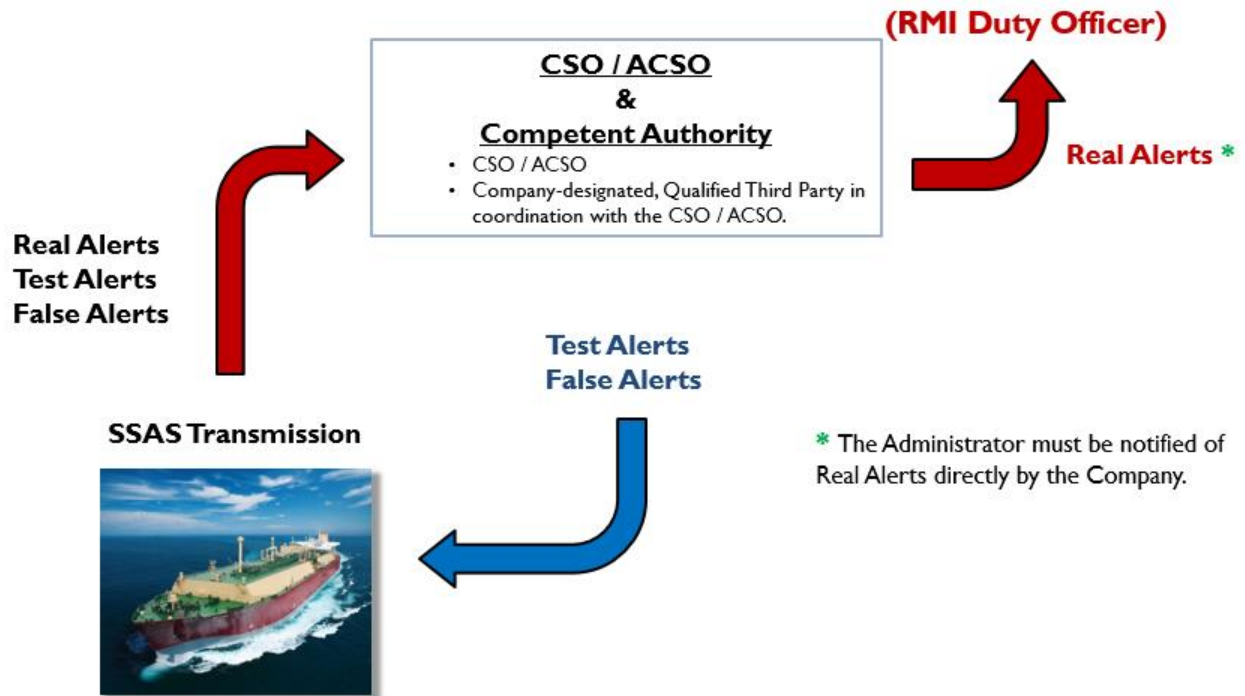 (RMI Duty Officer)
CSO / ACSO
&
Competent Authority
• CSO / ACSO
• Company-designated, Qualified Third Party in
coordination with the CSO / ACSO.
Real Alerts *
Real Alerts
Test Alerts
False Alerts
Test Alerts
False Alerts
SSAS Transmission
* The Administrator must be notified of
Real Alerts directly by the Company.